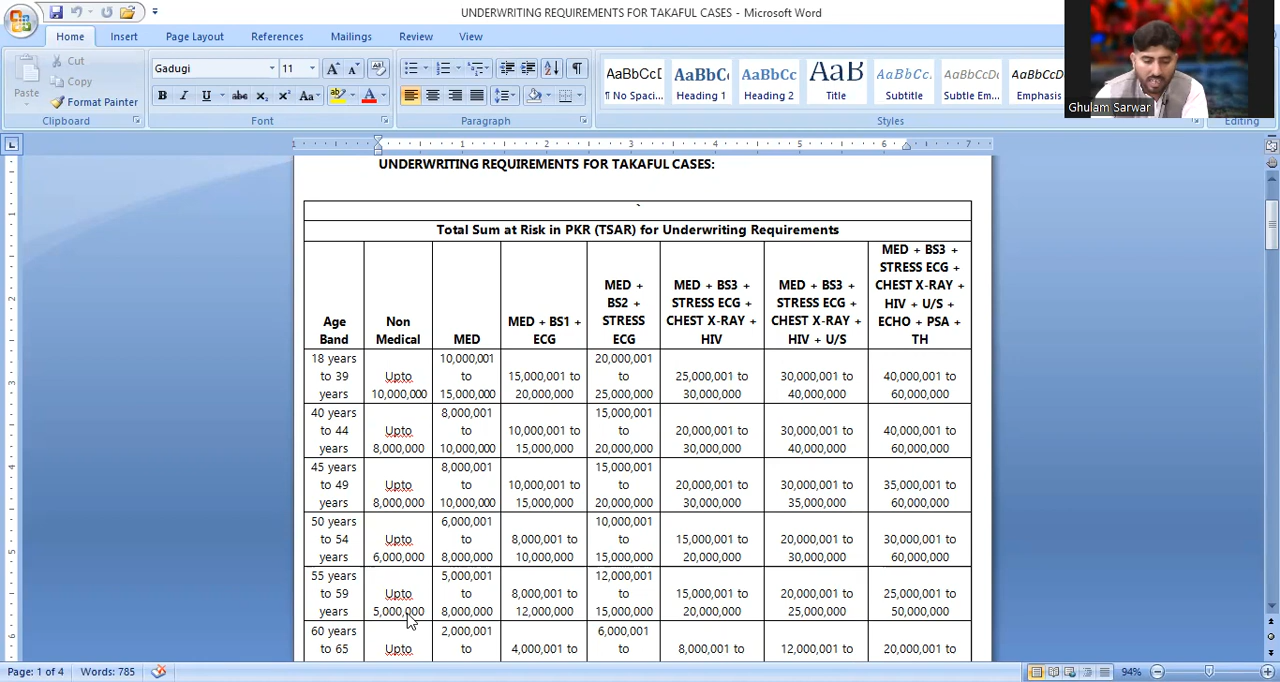 UNDERWRITING REQUIREMENTS FOR TAKAFUL CASES - Microsoft Word
Home Insert Page Layout References Mailings Review View
Cut
Copy
Paste
Format Painter
Clipboard
Gadugi 11
Font
Paragraph
AaBbCcD AaBbC AaBbCc AaB AaBbCc. AaBbCcDc AaBbCcDc
¶ No Spaci... Heading 1 Heading 2 Title Subtitle Subtle Em... Emphasis
Styles
Editing
Ghulam Sarwar
1 1 2 3 4 5 6 7
UNDERWRITING REQUIREMENTS FOR TAKAFUL CASES:
`
Total Sum at Risk in PKR (TSAR) for Underwriting Requirements
Age Band
Non Medical
MED
MED + BS1 + ECG
MED + BS2 + STRESS ECG
MED + BS3 + STRESS ECG + CHEST X-RAY + HIV
MED + BS3 + STRESS ECG + CHEST X-RAY + HIV + U/S
MED + BS3 + STRESS ECG + CHEST X-RAY + HIV + U/S + ECHO + PSA + TH
18 years to 39 years Upto 10,000,000 10,000,001 to 15,000,000 15,000,001 to 20,000,000 20,000,001 to 25,000,000 25,000,001 to 30,000,000 30,000,001 to 40,000,000 40,000,001 to 60,000,000
40 years to 44 years Upto 8,000,000 8,000,001 to 10,000,000 10,000,001 to 15,000,000 15,000,001 to 20,000,000 20,000,001 to 30,000,000 30,000,001 to 40,000,000 40,000,001 to 60,000,000
45 years to 49 years Upto 8,000,000 8,000,001 to 10,000,000 10,000,001 to 15,000,000 15,000,001 to 20,000,000 20,000,001 to 30,000,000 30,000,001 to 35,000,000 35,000,001 to 60,000,000
50 years to 54 years Upto 6,000,000 6,000,001 to 8,000,000 8,000,001 to 10,000,000 10,000,001 to 15,000,000 15,000,001 to 20,000,000 20,000,001 to 30,000,000 30,000,001 to 60,000,000
55 years to 59 years Upto 5,000,000 5,000,001 to 8,000,000 8,000,001 to 12,000,000 12,000,001 to 15,000,000 15,000,001 to 20,000,000 20,000,001 to 25,000,000 25,000,001 to 50,000,000
60 years to 65 Upto 2,000,001 to 4,000,001 to 6,000,001 to 8,000,001 to 12,000,001 to 20,000,001 to
Page: 1 of 4 Words: 785 94%